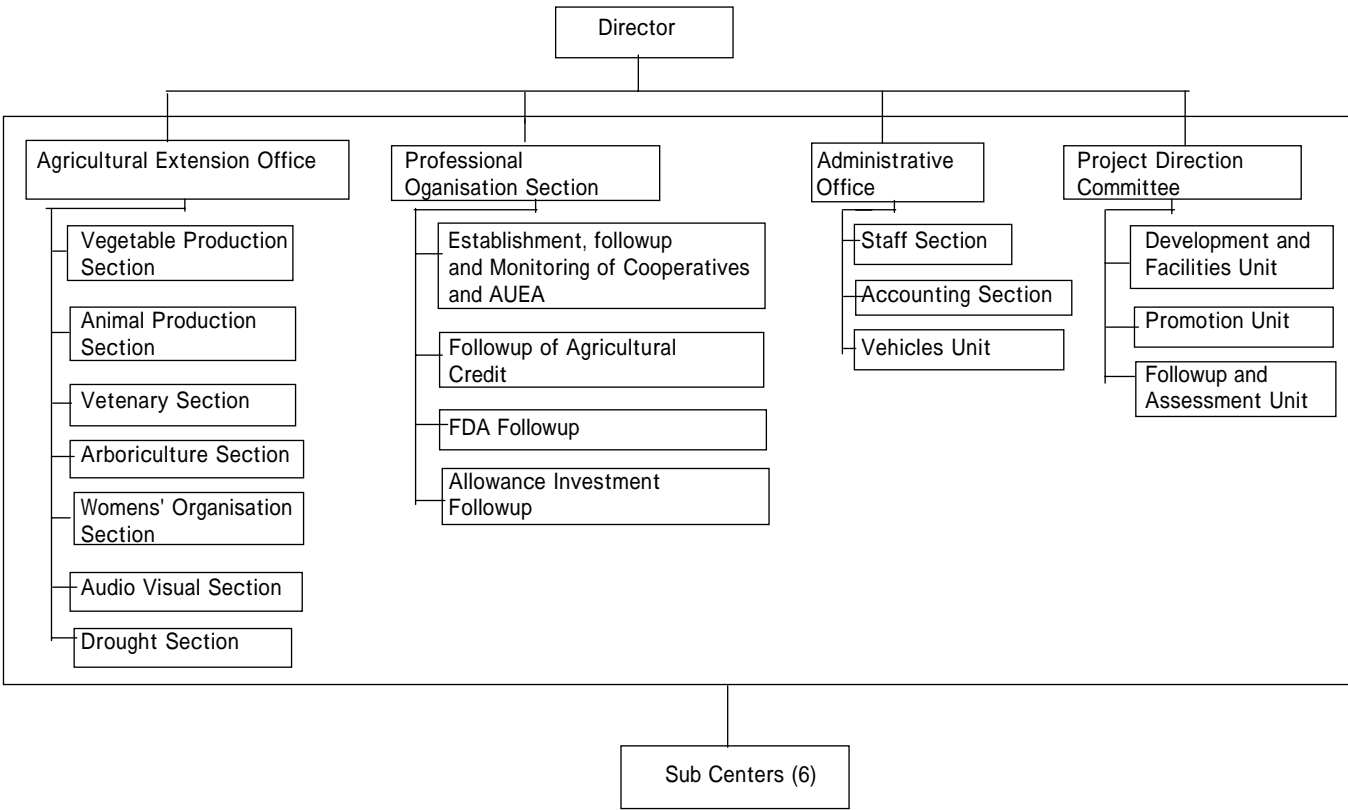 Director
Agricultural Extension Office
Vegetable Production
Section
Animal Production
Section
Vetenary Section
Arboriculture Section
Womens' Organisation
Section
Audio Visual Section
Drought Section
Professional
Oganisation Section
Establishment, followup
and Monitoring of Cooperatives
and AUEA
Followup of Agricultural
Credit
FDA Followup
Allowance Investment
Followup
Administrative
Office
Staff Section
Accounting Section
Vehicles Unit
Project Direction
Committee
Development and
Facilities Unit
Promotion Unit
Followup and
Assessment Unit
Sub Centers (6)